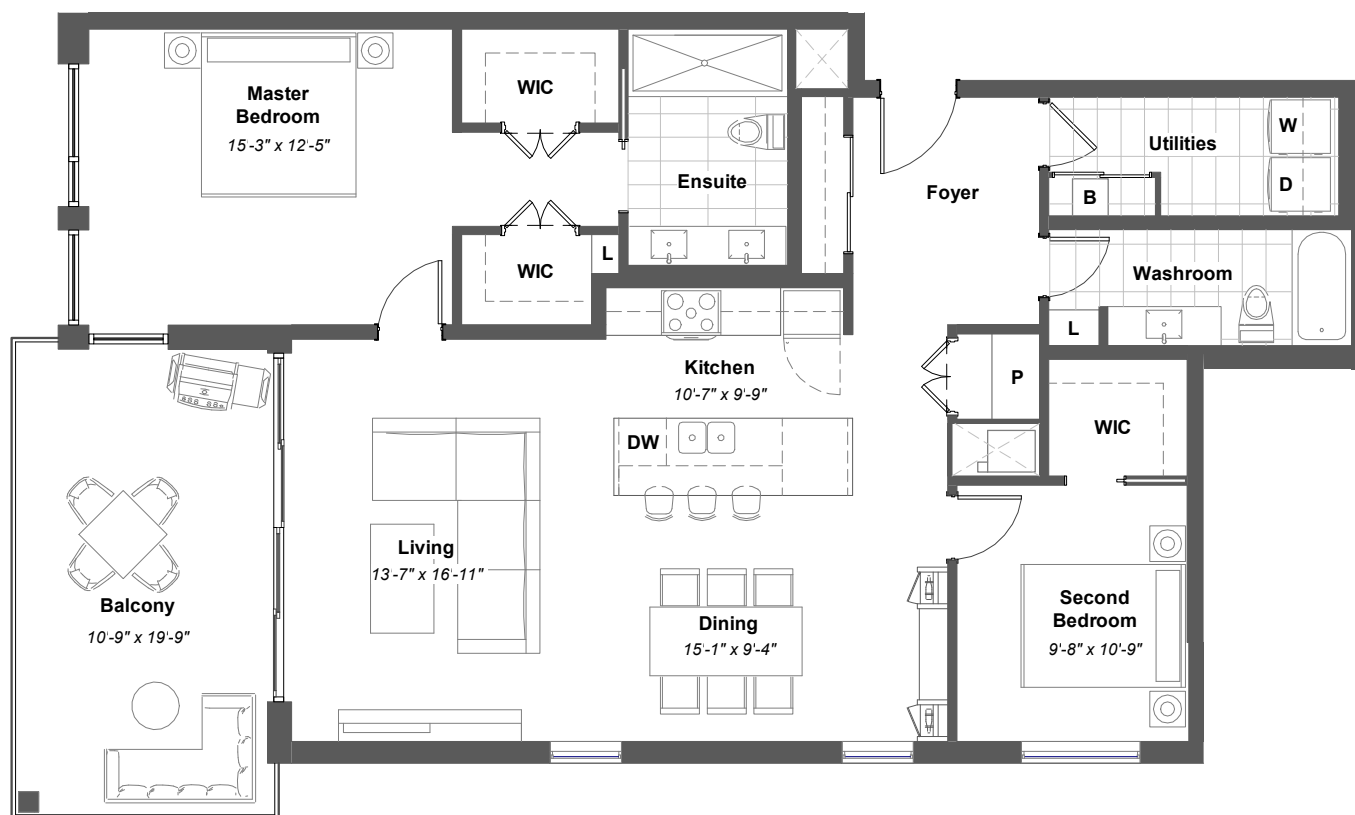 Master
Bedroom
15'-3" x 12'-5"
WIC
Ensuite
WIC
L
Foyer
Utilities
W
D
B
Washroom
L
Kitchen
10'-7" x 9'-9"
P
WIC
DW
Living
13'-7" x 16'-11"
Balcony
10'-9" x 19'-9"
Dining
15'-1" x 9'-4"
Second
Bedroom
9'-8" x 10'-9"